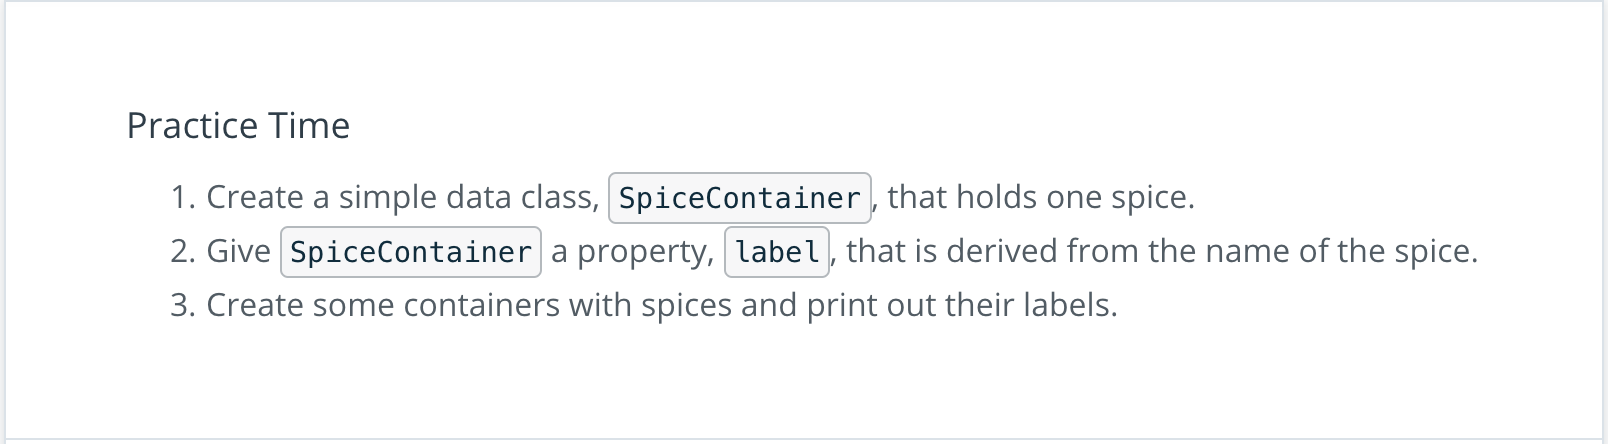 Practice Time
1. Create a simple data class, SpiceContainer, that holds one spice.
2. Give SpiceContainer a property, label, that is derived from the name of the spice.
3. Create some containers with spices and print out their labels.